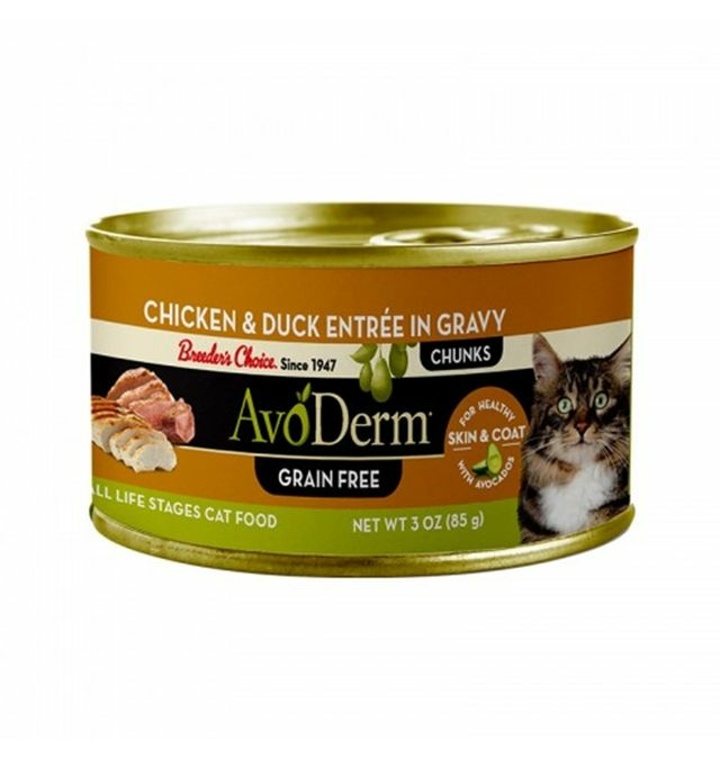 CHICKEN & DUCK ENTRÉE IN GRAVY
Breeder's Choice. Since 1947
CHUNKS
AvoDerm
GRAIN FREE
FOR HEALTHY
SKIN & COAT
WITH AVOCADOS
ALL LIFE STAGES CAT FOOD
NET WT 3 OZ (85 g)